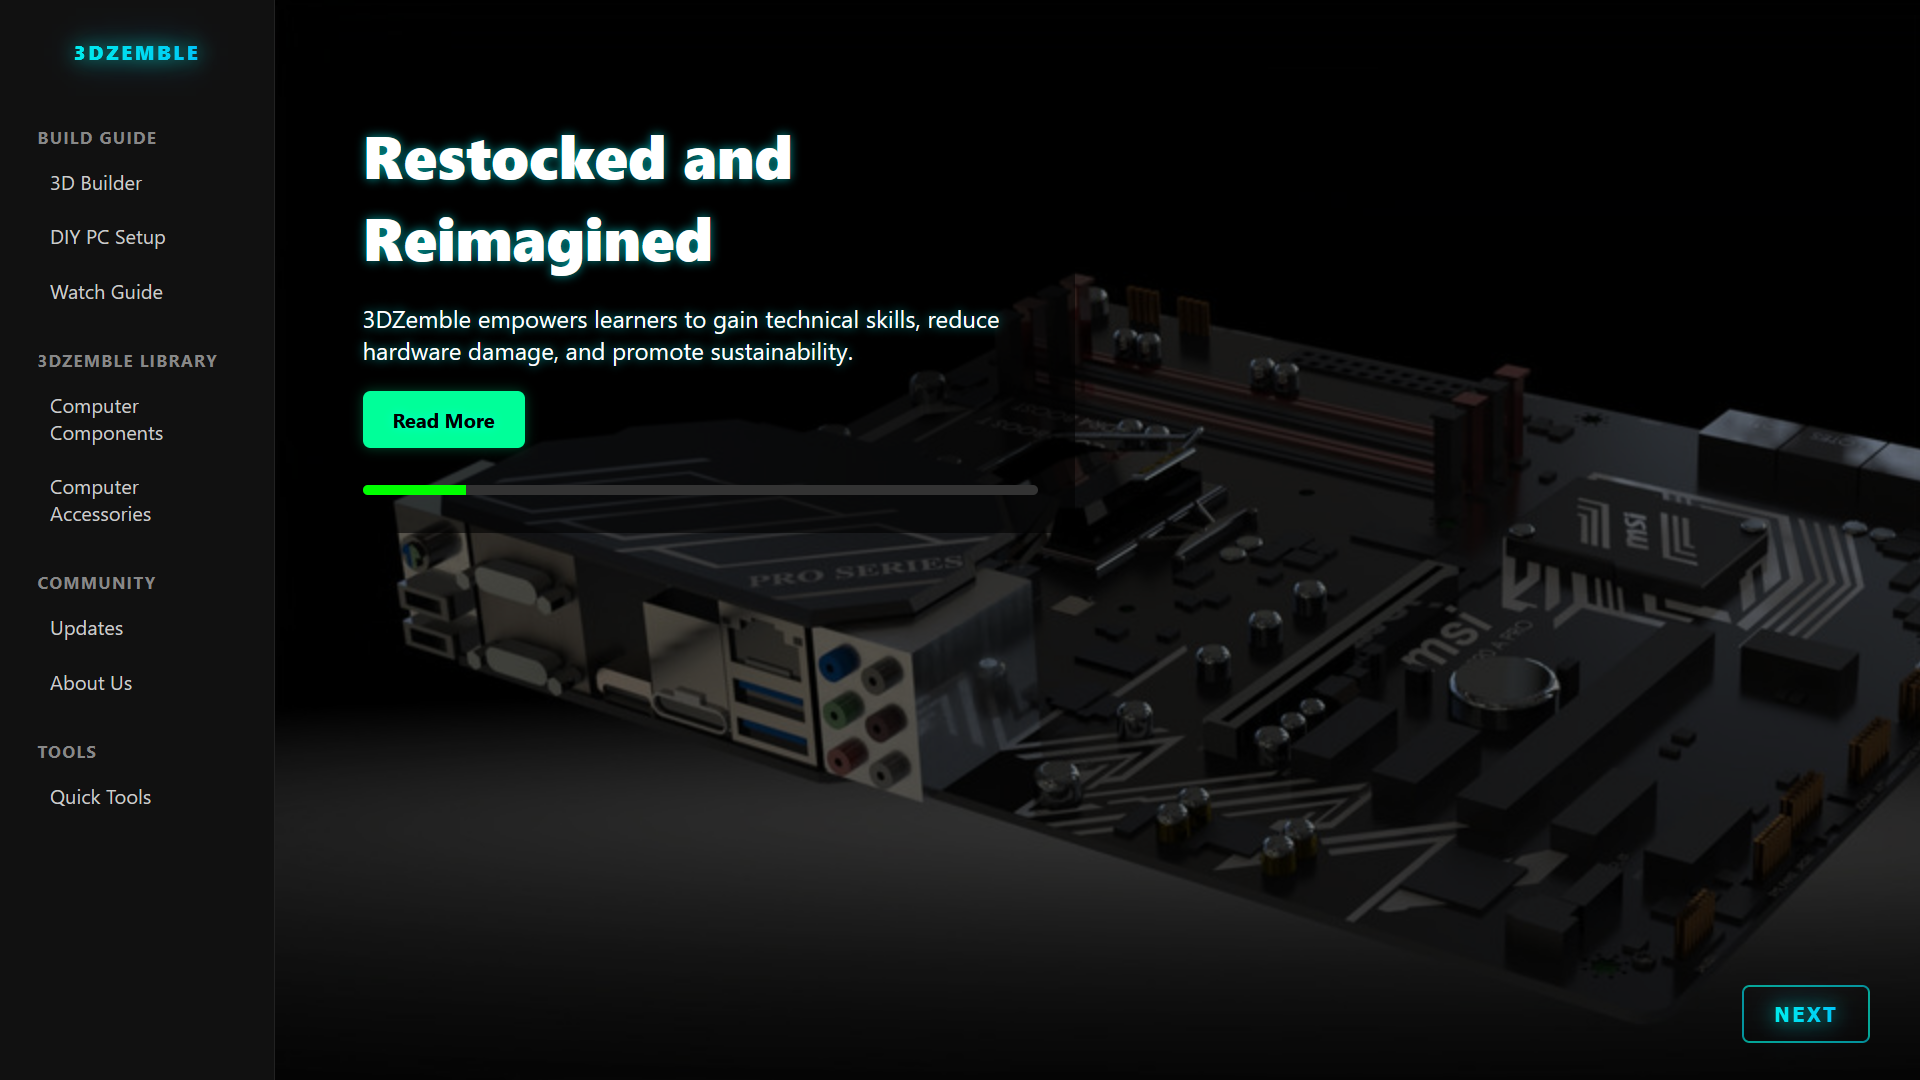 3DZEMBLE
BUILD GUIDE
3D Builder
DIY PC Setup
Watch Guide
3DZEMBLE LIBRARY
Computer
Components
Computer
Accessories
COMMUNITY
Updates
About Us
TOOLS
Quick Tools
Restocked and
Reimagined
3DZemble empowers learners to gain technical skills, reduce
hardware damage, and promote sustainability.
Read More
PRO SERIES
msi
msi
NEXT